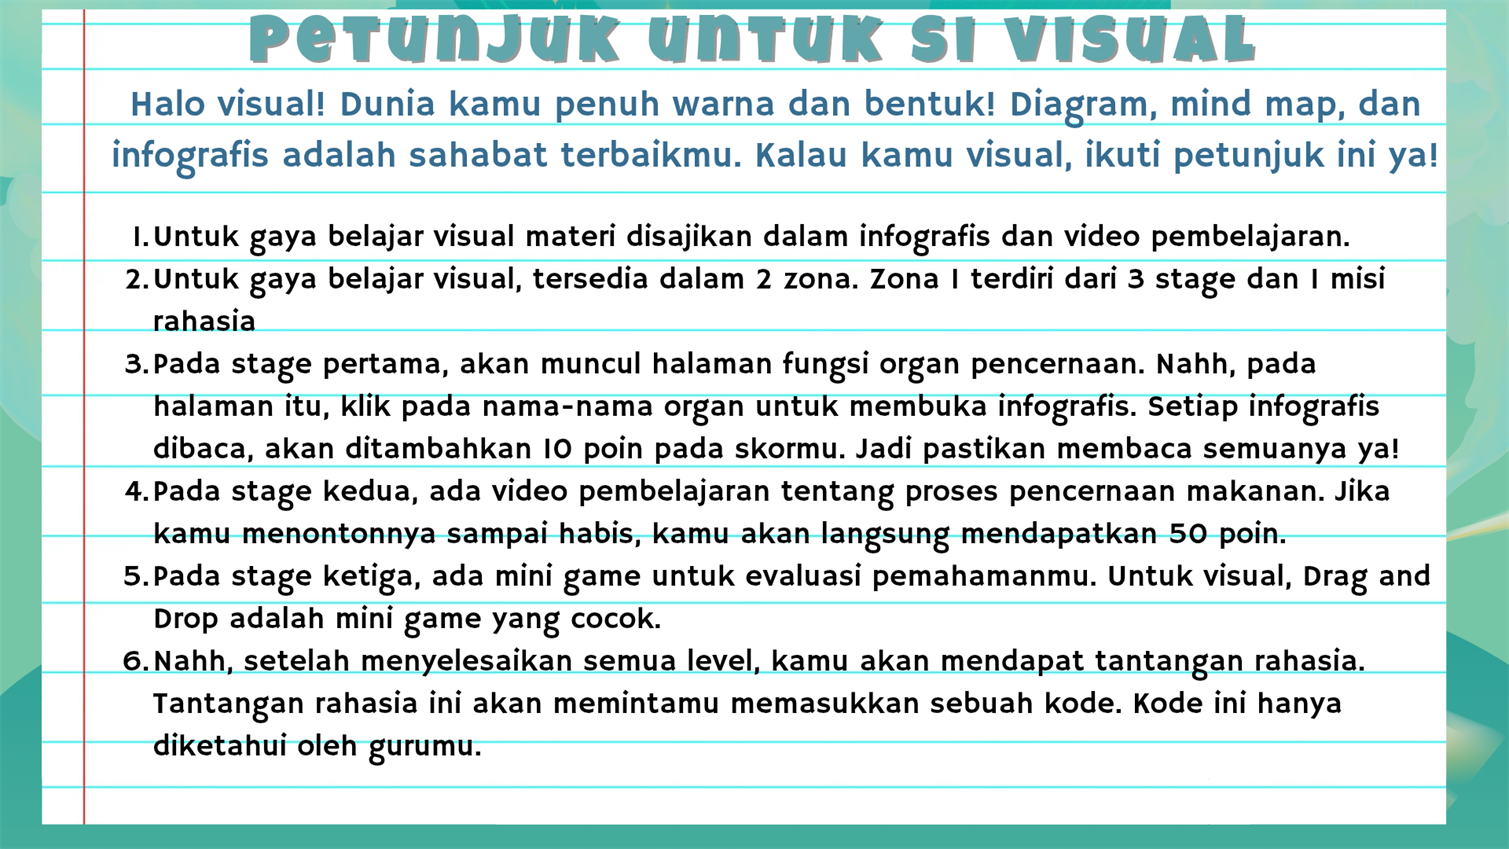 PETUNJUK UNTUK SI VISUAL
Halo visual! Dunia kamu penuh warna dan bentuk! Diagram, mind map, dan
infografis adalah sahabat terbaikmu. Kalau kamu visual, ikuti petunjuk ini ya!
1. Untuk gaya belajar visual materi disajikan dalam infografis dan video pembelajaran.
2. Untuk gaya belajar visual, tersedia dalam 2 zona. Zona 1 terdiri dari 3 stage dan 1 misi
rahasia
3. Pada stage pertama, akan muncul halaman fungsi organ pencernaan. Nahh, pada
halaman itu, klik pada nama-nama organ untuk membuka infografis. Setiap infografis
dibaca, akan ditambahkan 10 poin pada skormu. Jadi pastikan membaca semuanya ya!
4. Pada stage kedua, ada video pembelajaran tentang proses pencernaan makanan. Jika
kamu menontonnya sampai habis, kamu akan langsung mendapatkan 50 poin.
5. Pada stage ketiga, ada mini game untuk evaluasi pemahamanmu. Untuk visual, Drag and
Drop adalah mini game yang cocok.
6. Nahh, setelah menyelesaikan semua level, kamu akan mendapat tantangan rahasia.
Tantangan rahasia ini akan memintamu memasukkan sebuah kode. Kode ini hanya
diketahui oleh gurumu.